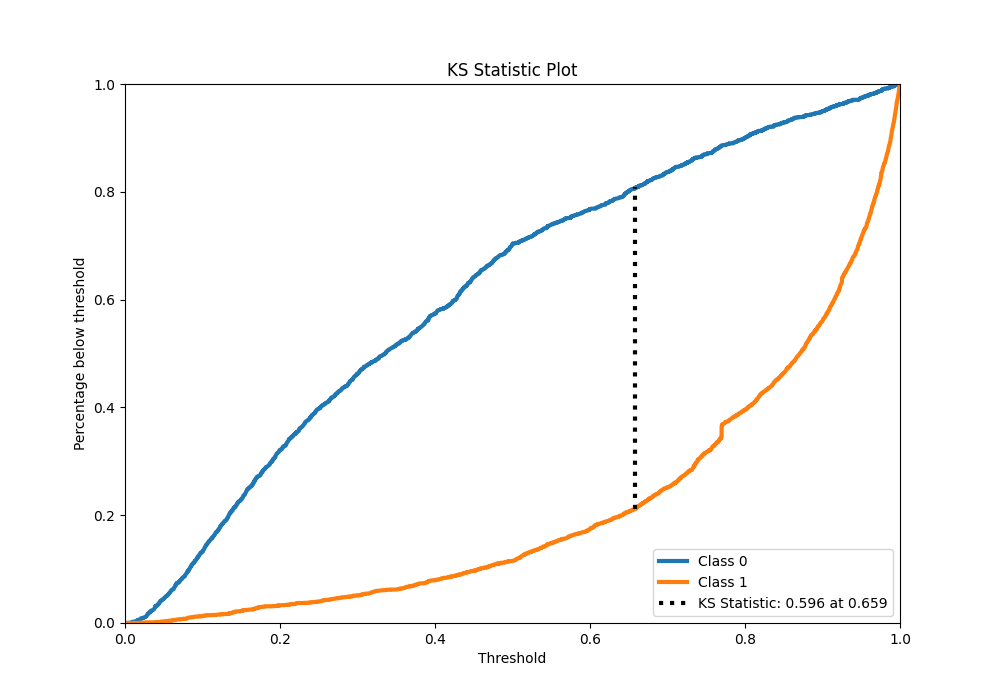 KS Statistic Plot
1.0
0.8
0.6
0.4
0.2
0.0
Percentage below threshold
0.0 0.2 0.4 0.6 0.8 1.0
Threshold
Class 0
Class 1
KS Statistic: 0.596 at 0.659